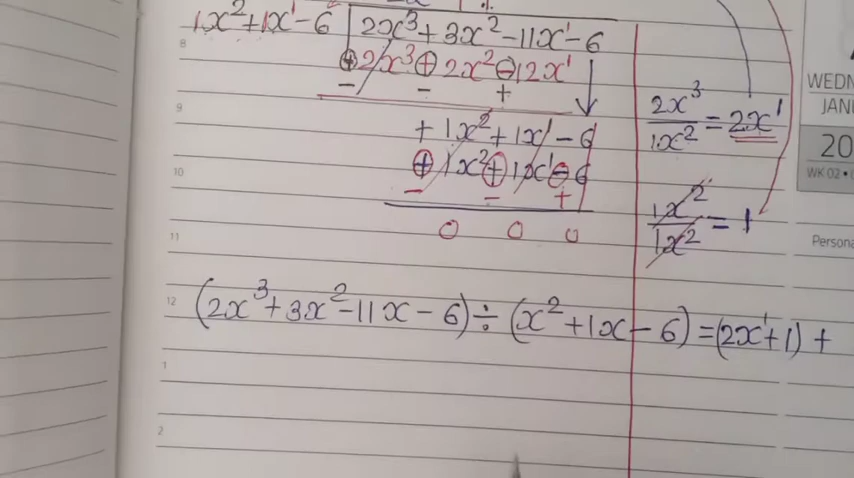 1x² + 1x¹ - 6 | 2x³ + 3x² - 11x¹ - 6
8
+ 2x³ + 2x² - 12x¹
- - +
9
+ 1x² + 1x¹ - 6
10
+ 1x² + 1x¹ - 6
- - +
0 0 0
11
2x³/1x² = 2x¹
1x²/1x² = 1
12
(2x³ + 3x² - 11x - 6) ÷ (x² + 1x - 6) = (2x¹ + 1) +
1
2
WEDN
JANU
20
WK 02 •
Persona